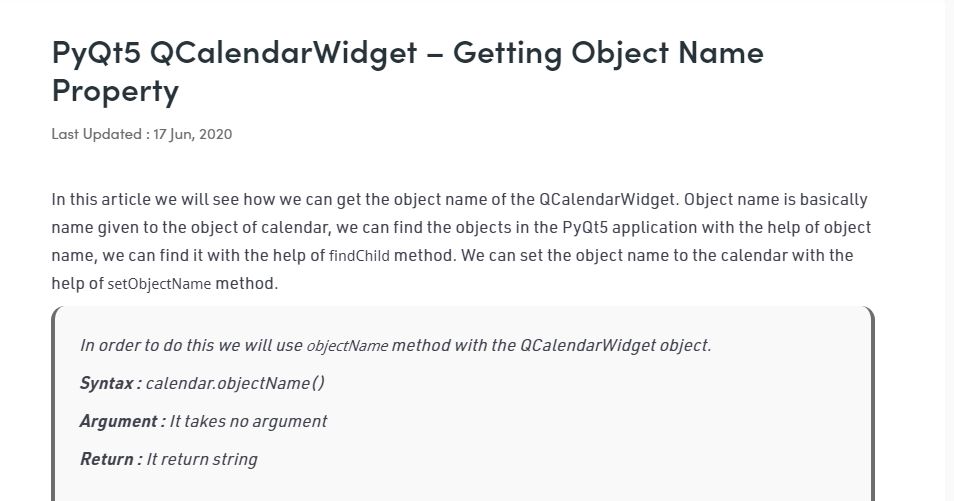 PyQt5 QCalendarWidget – Getting Object Name
Property
Last Updated : 17 Jun, 2020
In this article we will see how we can get the object name of the QCalendarWidget. Object name is basically
name given to the object of calendar, we can find the objects in the PyQt5 application with the help of object
name, we can find it with the help of findChild method. We can set the object name to the calendar with the
help of setObjectName method.
In order to do this we will use objectName method with the QCalendarWidget object.
Syntax : calendar.objectName()
Argument : It takes no argument
Return : It return string